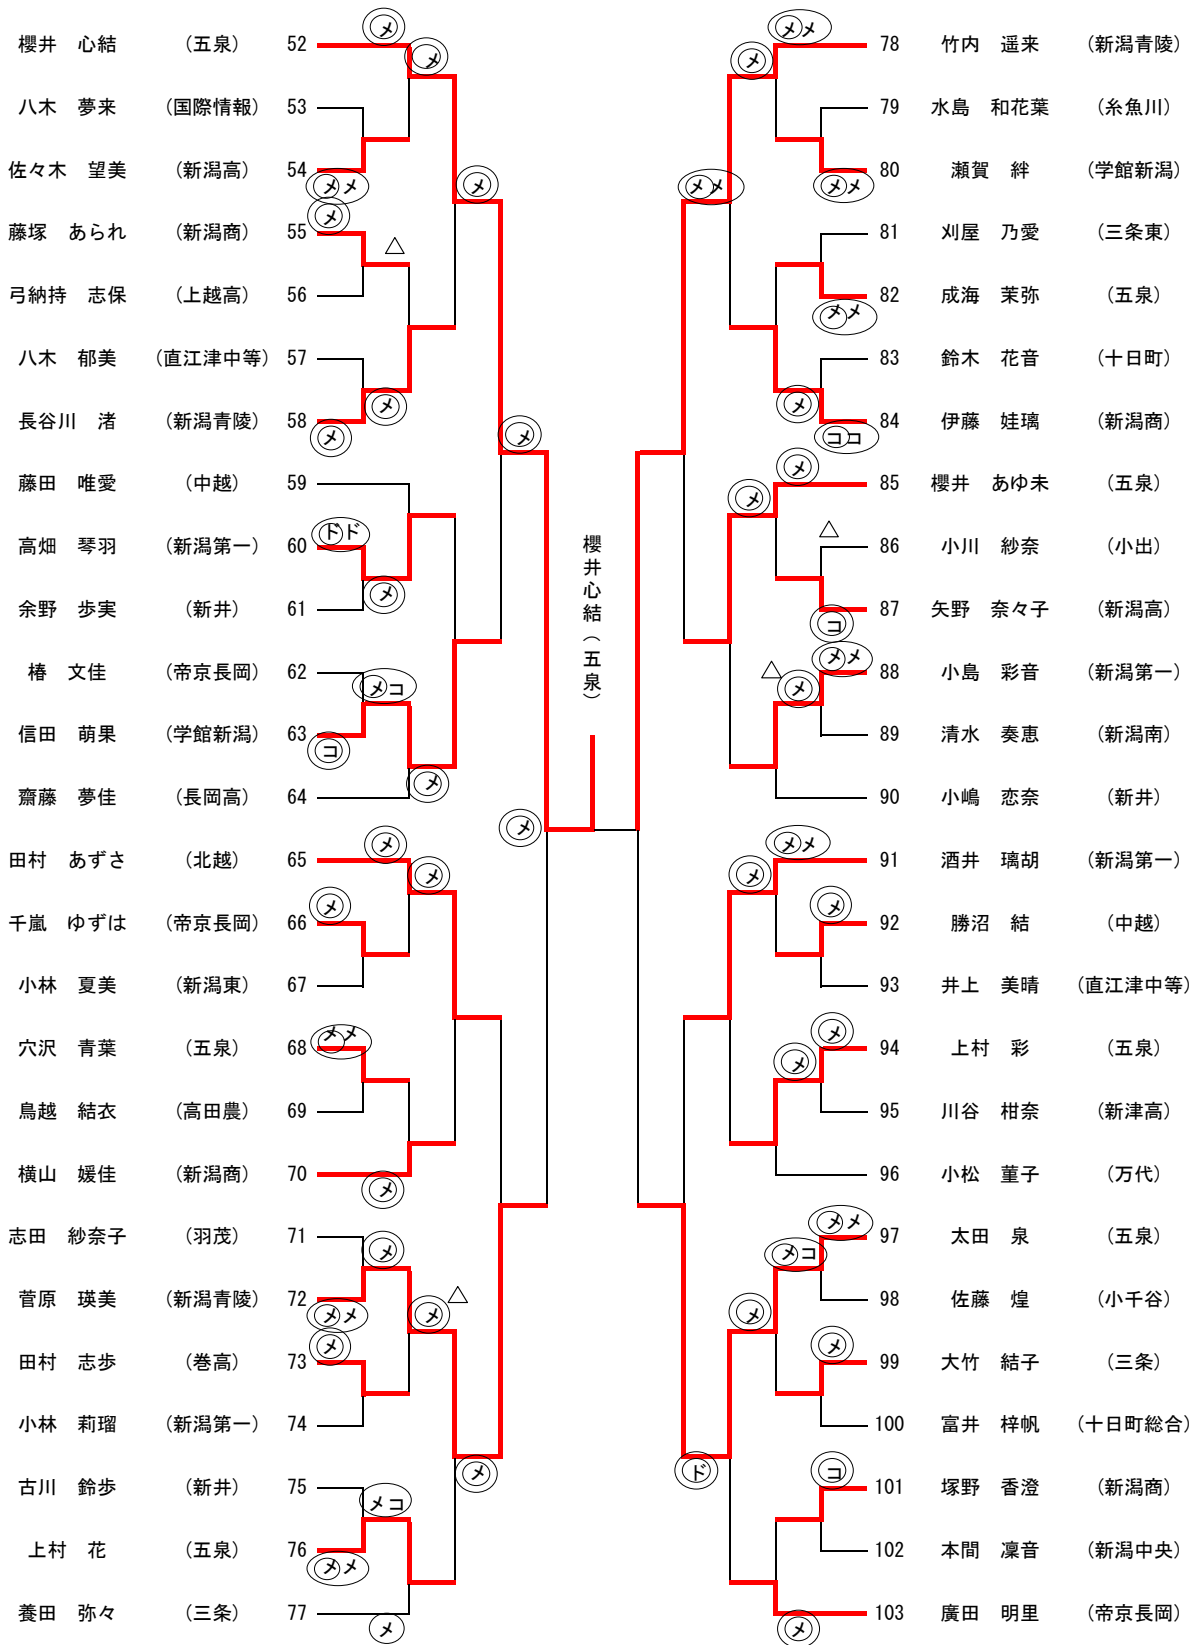 櫻井　心結　（五泉）　52
八木　夢来　（国際情報）　53
佐々木　望美　（新潟高）　54
藤塚　あられ　（新潟商）　55
弓納持　志保　（上越高）　56
八木　郁美　（直江津中等）　57
長谷川　渚　（新潟青陵）　58
藤田　唯愛　（中越）　59
高畑　琴羽　（新潟第一）　60
余野　歩実　（新井）　61
椿　文佳　（帝京長岡）　62
信田　萌果　（学館新潟）　63
齋藤　夢佳　（長岡高）　64
田村　あずさ　（北越）　65
千嵐　ゆずは　（帝京長岡）　66
小林　夏美　（新潟東）　67
穴沢　青葉　（五泉）　68
鳥越　結衣　（高田農）　69
横山　媛佳　（新潟商）　70
志田　紗奈子　（羽茂）　71
菅原　瑛美　（新潟青陵）　72
田村　志歩　（巻高）　73
小林　莉瑠　（新潟第一）　74
古川　鈴歩　（新井）　75
上村　花　（五泉）　76
養田　弥々　（三条）　77
メ
メ
メメ
メ
△
メ
メ
メ
メ
ドド
メ
メコ
コ
メ
メ
メ
メ
メ
メメ
メ
メ
メメ
メ
メ
△
メ
メコ
メメ
メ
櫻井心結（五泉）
メメ
メ
メメ
メメ
メメ
メ
ココ
メ
メ
△
コ
メメ
△
メ
メメ
メ
メ
メ
メ
メメ
メコ
メ
メ
ド
コ
メ
78　竹内　遥来　（新潟青陵）
79　水島　和花葉　（糸魚川）
80　瀬賀　絆　（学館新潟）
81　刈屋　乃愛　（三条東）
82　成海　茉弥　（五泉）
83　鈴木　花音　（十日町）
84　伊藤　娃璃　（新潟商）
85　櫻井　あゆ未　（五泉）
86　小川　紗奈　（小出）
87　矢野　奈々子　（新潟高）
88　小島　彩音　（新潟第一）
89　清水　奏恵　（新潟南）
90　小嶋　恋奈　（新井）
91　酒井　璃胡　（新潟第一）
92　勝沼　結　（中越）
93　井上　美晴　（直江津中等）
94　上村　彩　（五泉）
95　川谷　柑奈　（新津高）
96　小松　菫子　（万代）
97　太田　泉　（五泉）
98　佐藤　煌　（小千谷）
99　大竹　結子　（三条）
100　富井　梓帆　（十日町総合）
101　塚野　香澄　（新潟商）
102　本間　凜音　（新潟中央）
103　廣田　明里　（帝京長岡）